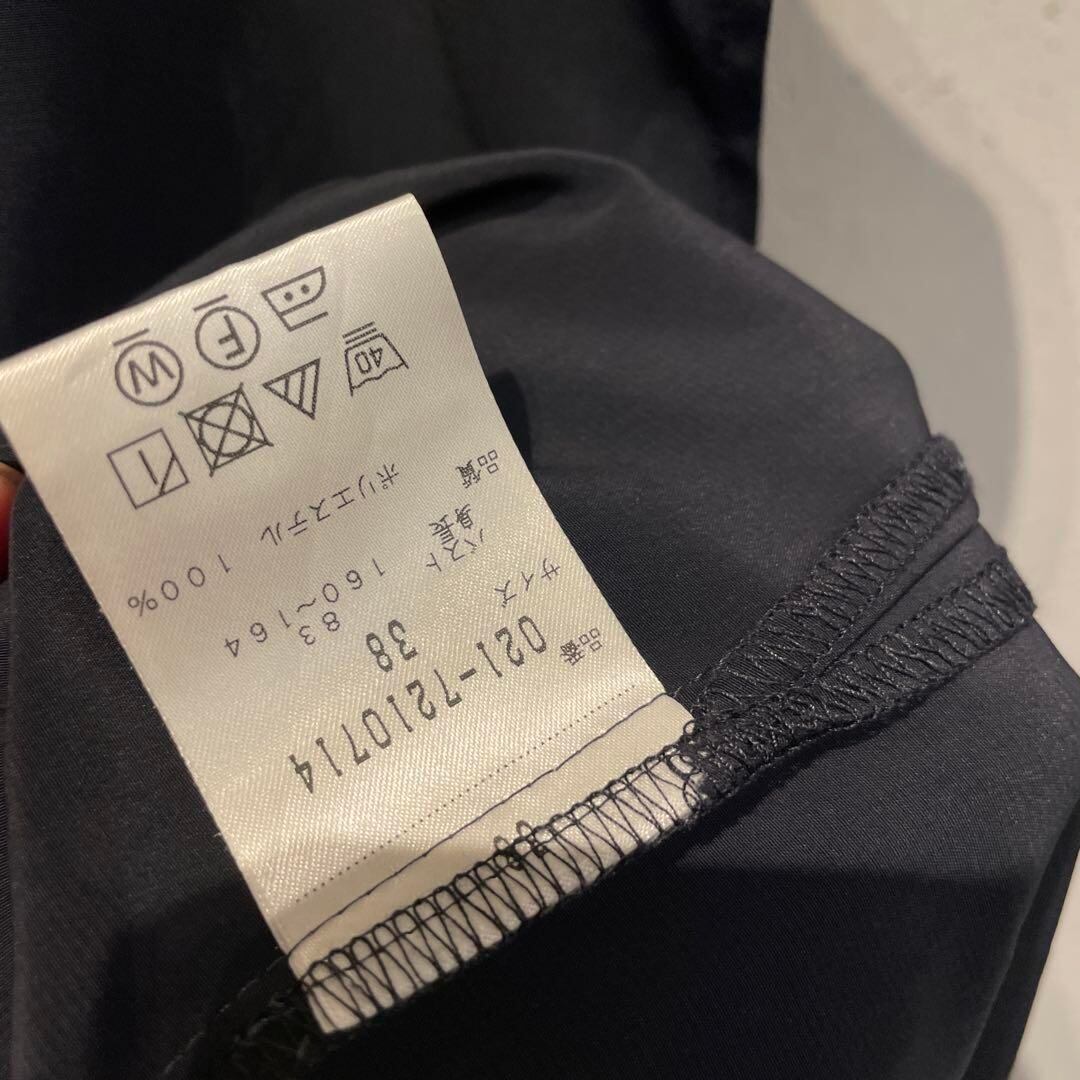 品番
021-7210714
サイズ 38
バスト 83
身長 160~164
品質
ポリエステル 100%
40
F
W